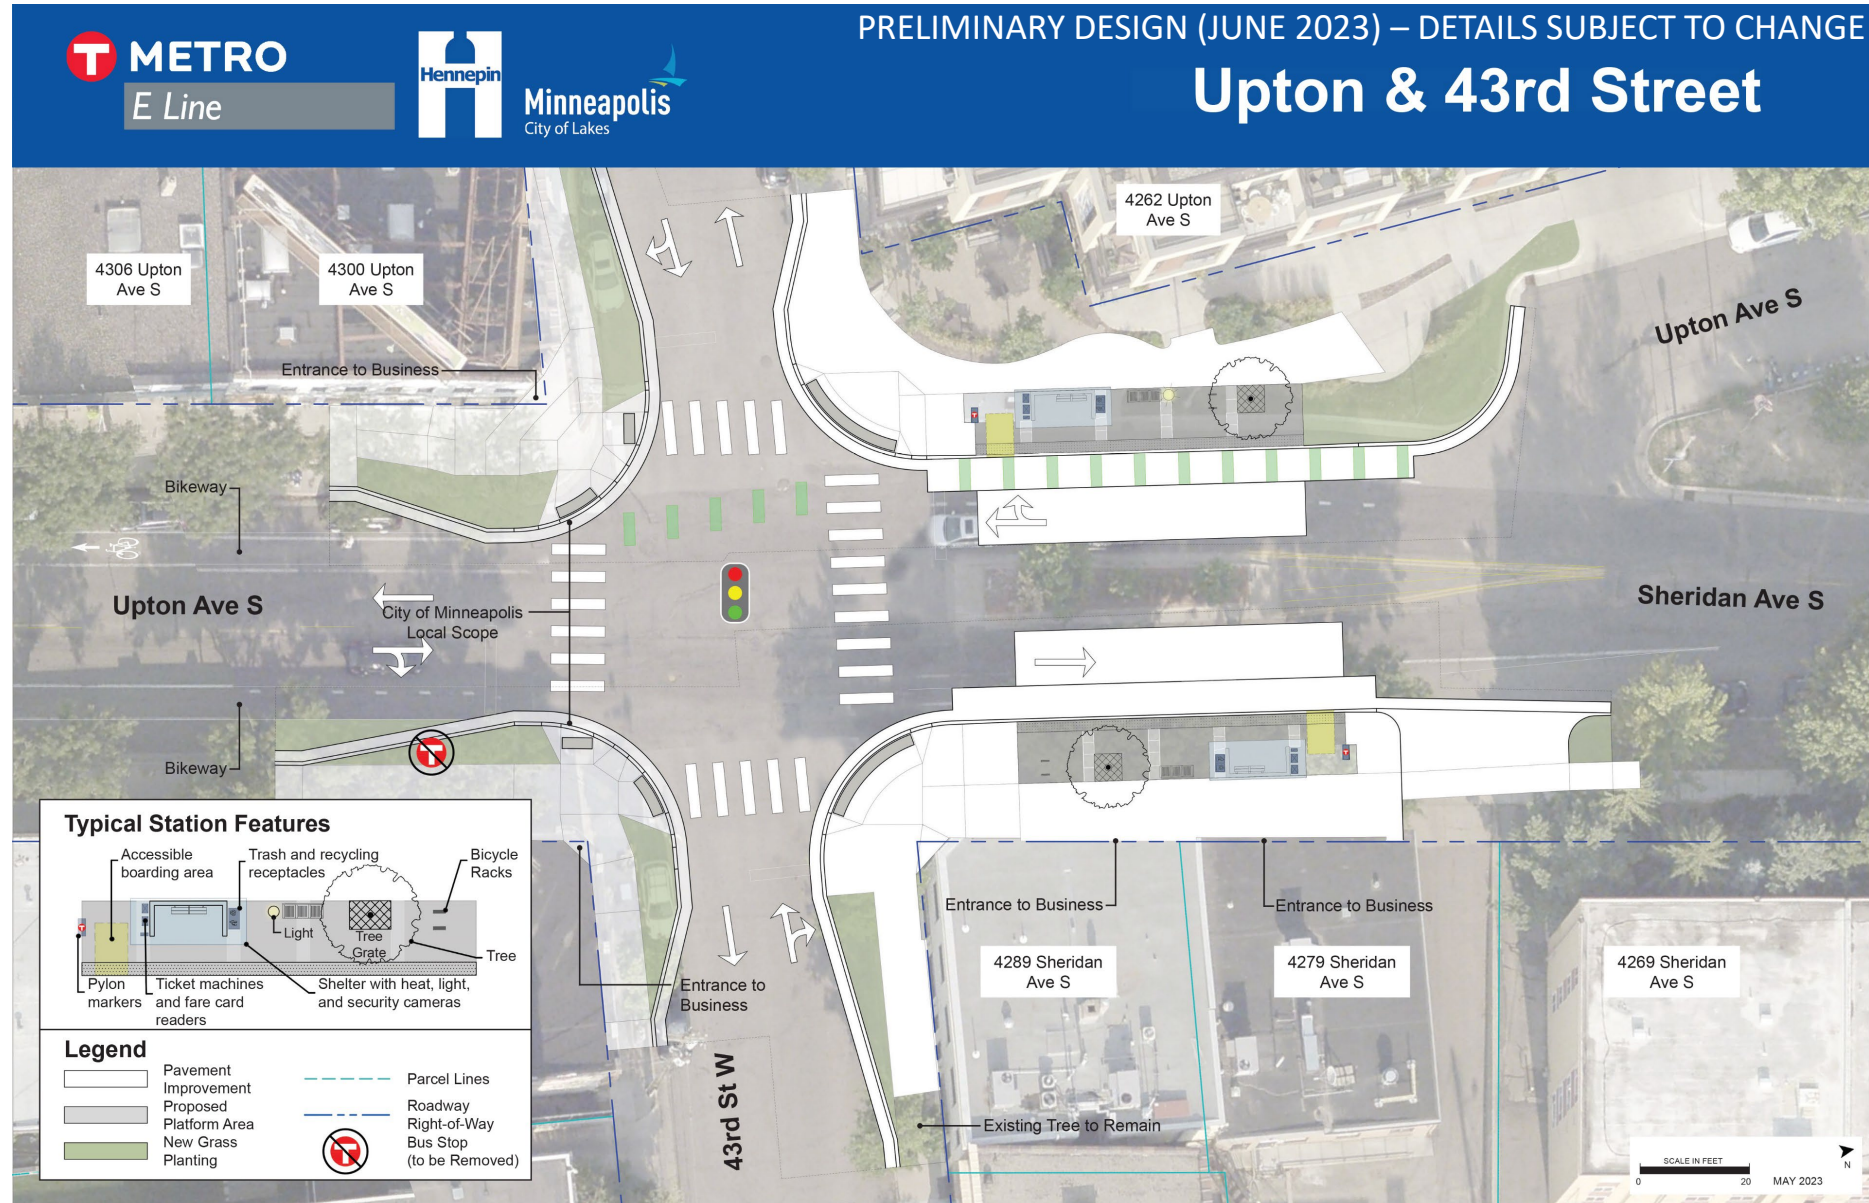 PRELIMINARY DESIGN (JUNE 2023) – DETAILS SUBJECT TO CHANGE
T METRO
E Line
Hennepin
Minneapolis
City of Lakes
Upton & 43rd Street
4306 Upton
Ave S
4300 Upton
Ave S
4262 Upton
Ave S
Upton Ave S
Entrance to Business
Bikeway
Upton Ave S
City of Minneapolis
Local Scope
Sheridan Ave S
Bikeway
Typical Station Features
Accessible
boarding area
Trash and recycling
receptacles
Bicycle
Racks
Light
Tree
Grate
Tree
Pylon
markers
Ticket machines
and fare card
readers
Shelter with heat, light,
and security cameras
Legend
Pavement
Improvement
Proposed
Platform Area
New Grass
Planting
Parcel Lines
Roadway
Right-of-Way
Bus Stop
(to be Removed)
Entrance to
Business
43rd St W
Entrance to Business
Entrance to Business
4289 Sheridan
Ave S
4279 Sheridan
Ave S
4269 Sheridan
Ave S
Existing Tree to Remain
SCALE IN FEET
0 20
MAY 2023
N